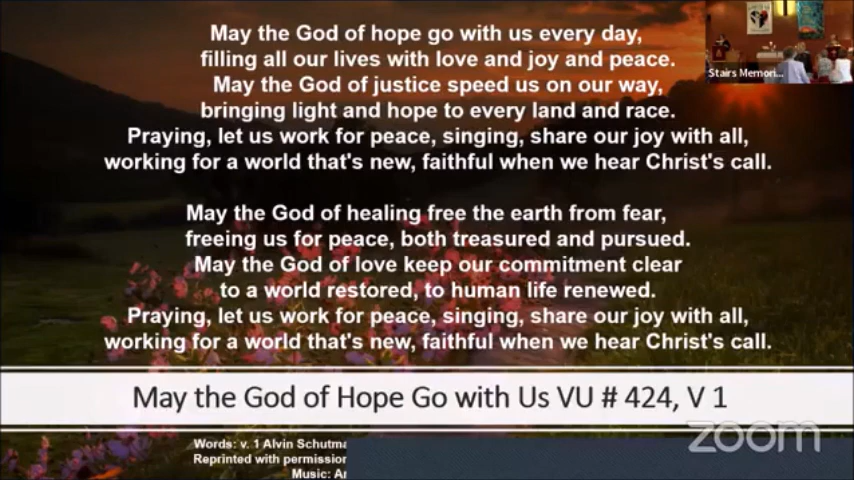 May the God of hope go with us every day,
filling all our lives with love and joy and peace.
May the God of justice speed us on our way,
bringing light and hope to every land and race.
Praying, let us work for peace, singing, share our joy with all,
working for a world that's new, faithful when we hear Christ's call.
May the God of healing free the earth from fear,
freeing us for peace, both treasured and pursued.
May the God of love keep our commitment clear
to a world restored, to human life renewed.
Praying, let us work for peace, singing, share our joy with all,
working for a world that's new, faithful when we hear Christ's call.
May the God of Hope Go with Us VU # 424, V 1
Words: v. 1 Alvin Schutma
Reprinted with permission
Music: Ar
Stairs Memori...
zoom